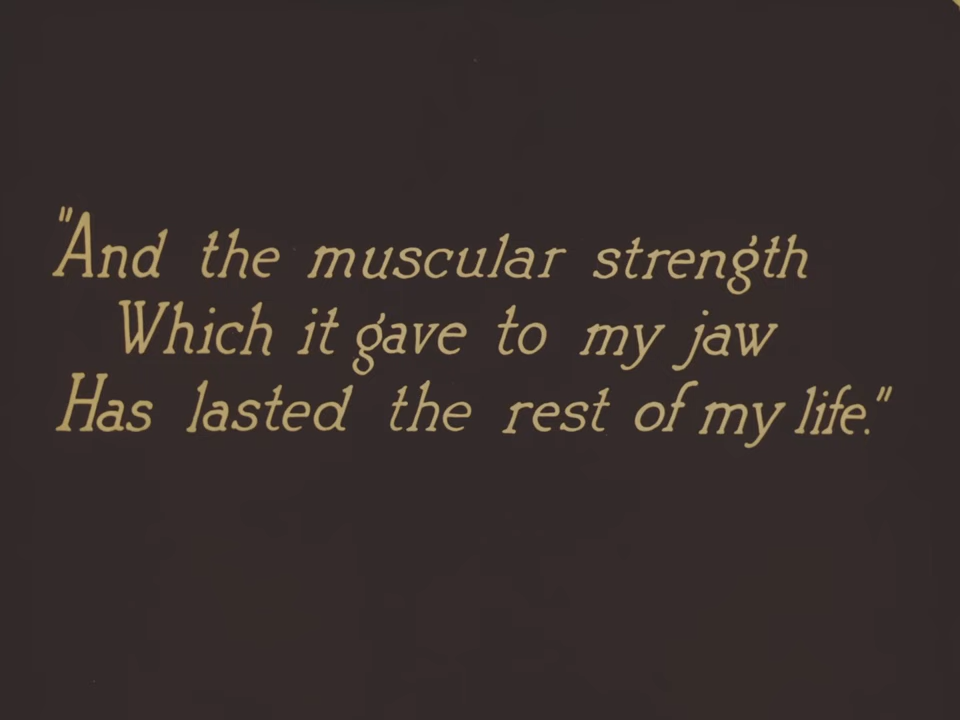 "And the muscular strength
Which it gave to my jaw
Has lasted the rest of my life."